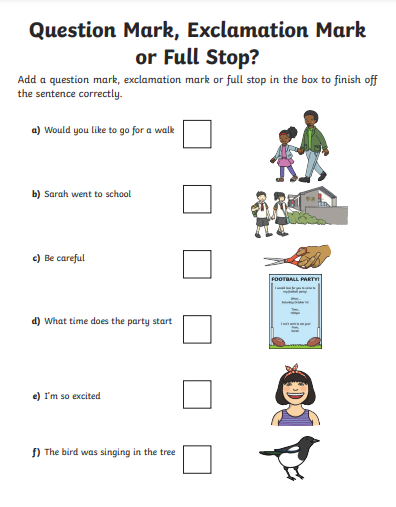 Question Mark, Exclamation Mark
or Full Stop?
Add a question mark, exclamation mark or full stop in the box to finish off
the sentence correctly.
a) Would you like to go for a walk
b) Sarah went to school
c) Be careful
FOOTBALL PARTY!
d) What time does the party start
e) I'm so excited
f) The bird was singing in the tree